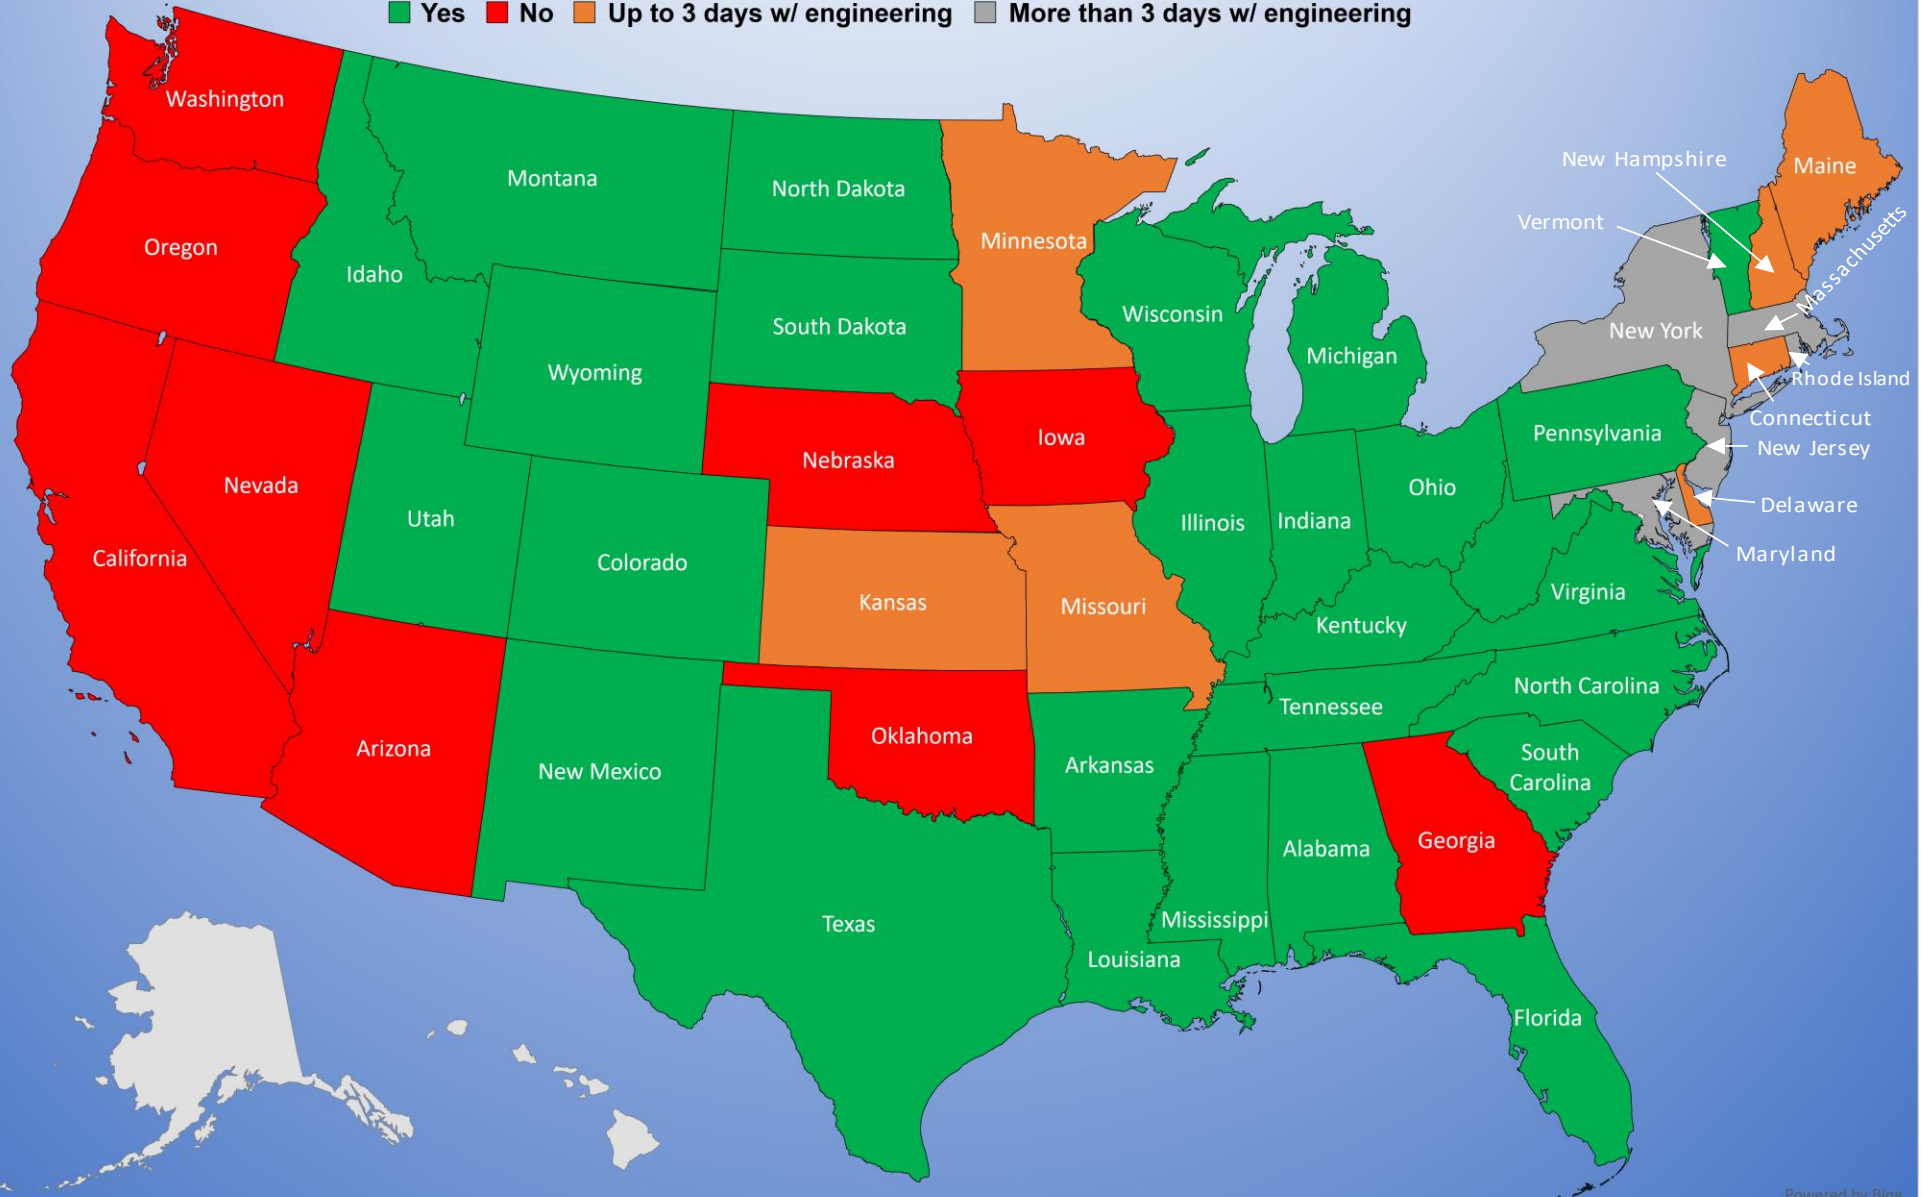 Yes No Up to 3 days w/ engineering More than 3 days w/ engineering
Washington
Montana
North Dakota
Minnesota
New Hampshire
Maine
Vermont
Massachusetts
Oregon
Idaho
Wyoming
South Dakota
Wisconsin
Michigan
New York
Rhode Island
Connecticut
New Jersey
Delaware
Maryland
Pennsylvania
Nevada
Utah
Colorado
Nebraska
Iowa
Illinois
Indiana
Ohio
California
Kansas
Missouri
Kentucky
Virginia
Arizona
New Mexico
Oklahoma
Arkansas
Tennessee
North Carolina
South
Carolina
Texas
Louisiana
Mississippi
Alabama
Georgia
Florida
Powered by Bing